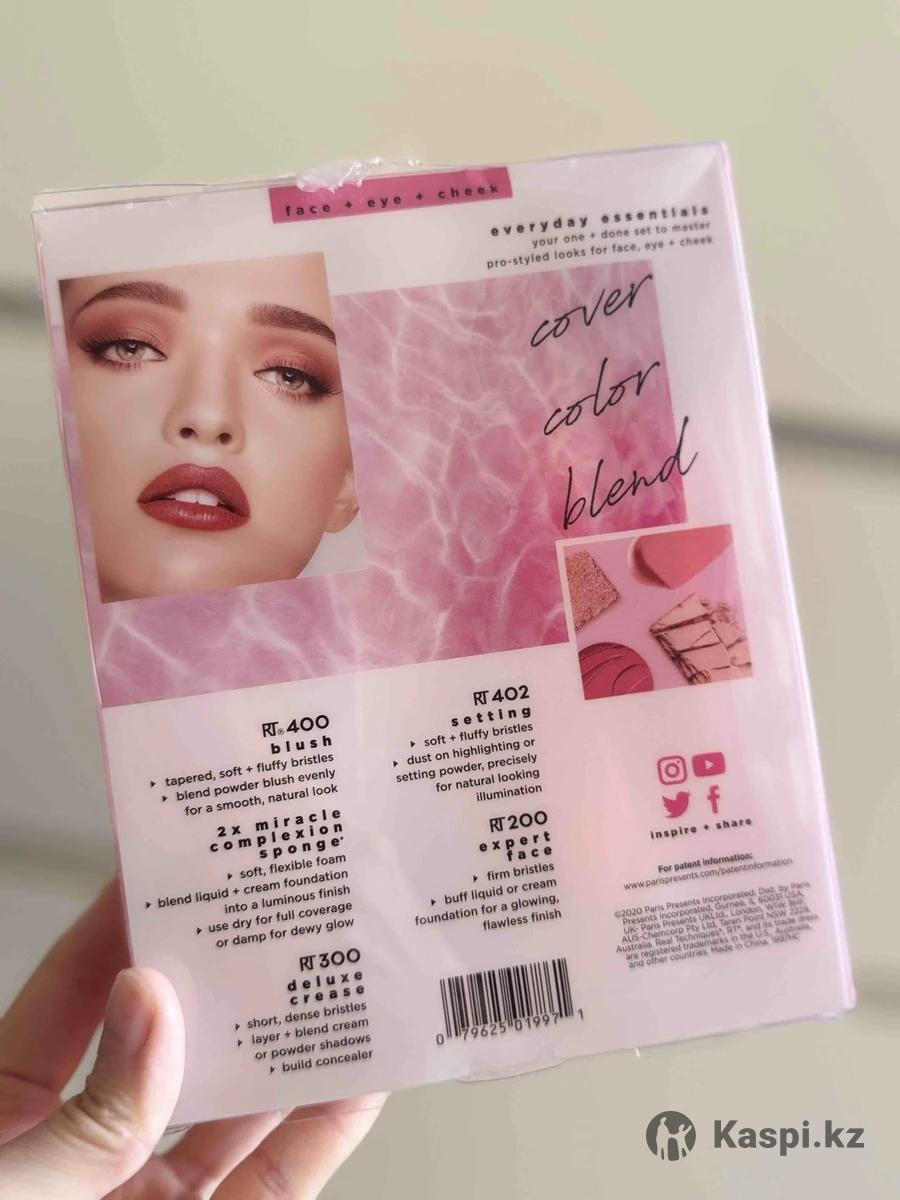 face + eye + cheek
everyday essentials
your one + done set to master
pro-styled looks for face, eye + cheek
cover
color
blend
RT® 400
blush
▸ tapered, soft + fluffy bristles
▸ blend powder blush evenly
for a smooth, natural look
2x miracle
complexion
sponge®
▸ soft, flexible foam
▸ blend liquid + cream foundation
into a luminous finish
▸ use dry for full coverage
or damp for dewy glow
RT 300
deluxe
crease
▸ short, dense bristles
▸ layer + blend cream
or powder shadows
▸ build concealer
RT 402
setting
▸ soft + fluffy bristles
▸ dust on highlighting or
setting powder, precisely
for natural looking
illumination
RT 200
expert
face
▸ firm bristles
▸ buff liquid or cream
foundation for a glowing,
flawless finish
0 79625 01997 1
inspire + share
For patent information:
www.parispresents.com/patentinformation
©2020 Paris Presents Incorporated. Dist. by Paris
Presents Incorporated, Gurnee, IL 60031 USA.
UK- Paris Presents UKLtd., London, W1W 8HF.
AUS-Chemcorp Pty Ltd, Taren Point NSW 2229,
Australia. Real Techniques®, RT®, and its trade dress
are registered trademarks in the U.S., Australia,
and other countries. Made in China. 1997HC
Kaspi.kz